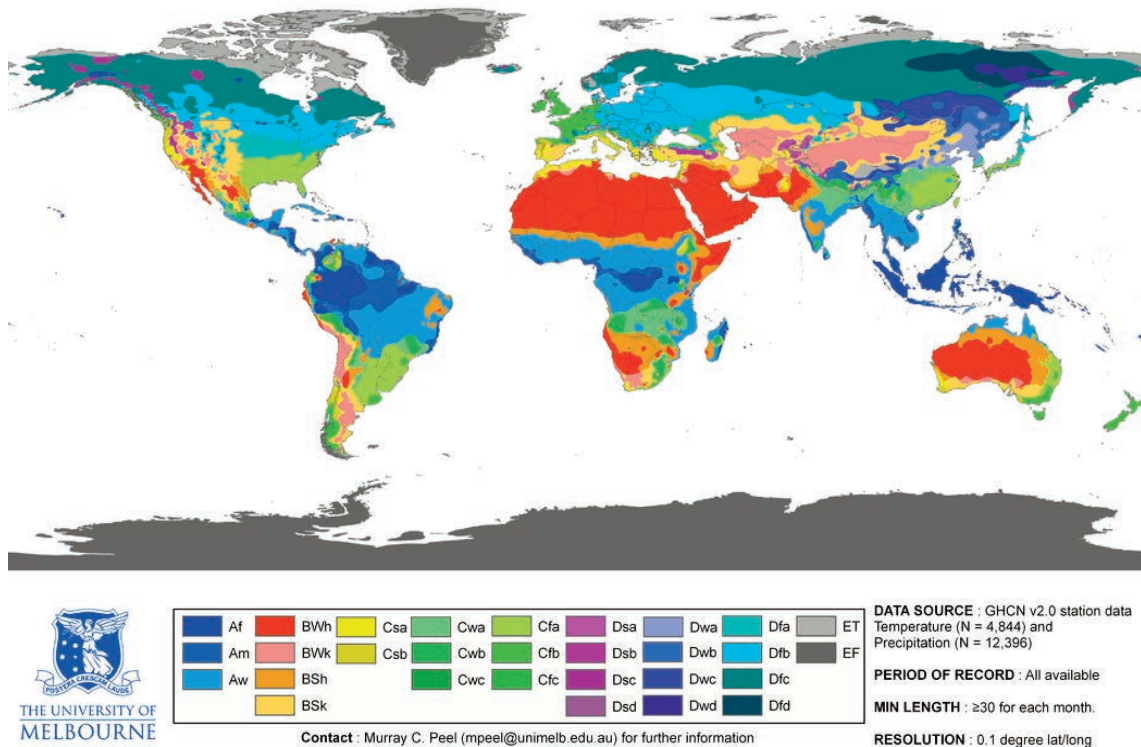 Af
Am
Aw
BWh
BWk
BSh
BSk
Csa
Csb
Cwa
Cwb
Cwc
Cfa
Cfb
Cfc
Dsa
Dsb
Dsc
Dsd
Dwa
Dwb
Dwc
Dwd
Dfa
Dfb
Dfc
Dfd
ET
EF
POSTERA CRESCAM LAUDE
THE UNIVERSITY OF
MELBOURNE
Contact : Murray C. Peel (mpeel@unimelb.edu.au) for further information
DATA SOURCE : GHCN v2.0 station data
Temperature (N = 4,844) and
Precipitation (N = 12,396)
PERIOD OF RECORD : All available
MIN LENGTH : ≥30 for each month.
RESOLUTION : 0.1 degree lat/long